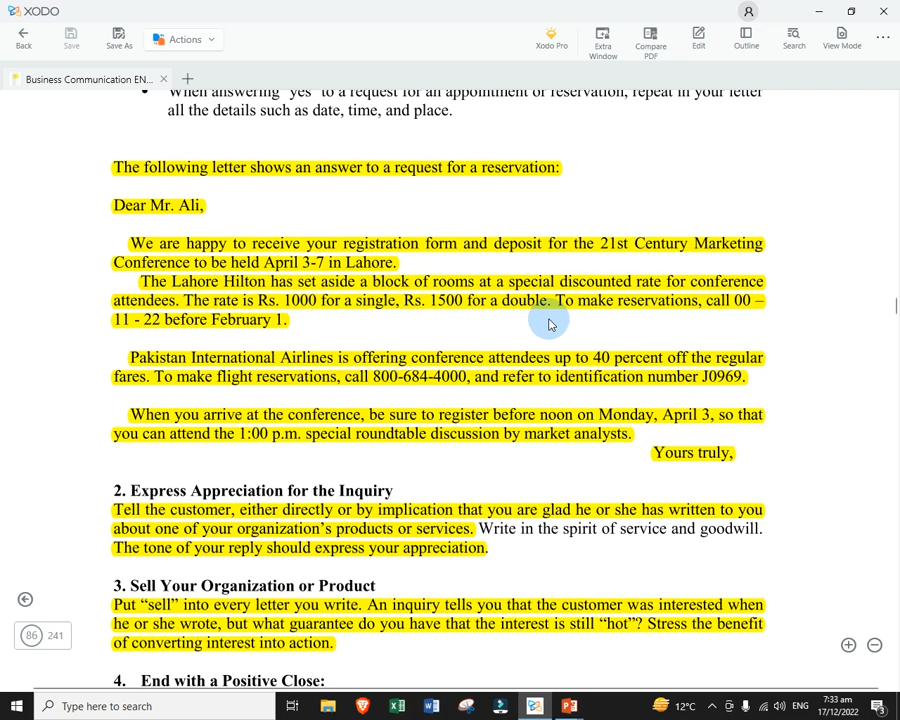 XODO
Back
Save
Save As
Actions
Xodo Pro
Extra Window
Compare PDF
Edit
Outline
Search
View Mode
Business Communication EN...
• When answering "yes" to a request for an appointment or reservation, repeat in your letter
all the details such as date, time, and place.
The following letter shows an answer to a request for a reservation:
Dear Mr. Ali,
We are happy to receive your registration form and deposit for the 21st Century Marketing
Conference to be held April 3-7 in Lahore.
The Lahore Hilton has set aside a block of rooms at a special discounted rate for conference
attendees. The rate is Rs. 1000 for a single, Rs. 1500 for a double. To make reservations, call 00 –
11 - 22 before February 1.
Pakistan International Airlines is offering conference attendees up to 40 percent off the regular
fares. To make flight reservations, call 800-684-4000, and refer to identification number J0969.
When you arrive at the conference, be sure to register before noon on Monday, April 3, so that
you can attend the 1:00 p.m. special roundtable discussion by market analysts.
Yours truly,
2. Express Appreciation for the Inquiry
Tell the customer, either directly or by implication that you are glad he or she has written to you
about one of your organization's products or services. Write in the spirit of service and goodwill.
The tone of your reply should express your appreciation.
3. Sell Your Organization or Product
Put “sell” into every letter you write. An inquiry tells you that the customer was interested when
he or she wrote, but what guarantee do you have that the interest is still “hot”? Stress the benefit
of converting interest into action.
86 241
4. End with a Positive Close:
Type here to search
12°C
ENG
7:33 am
17/12/2022
3